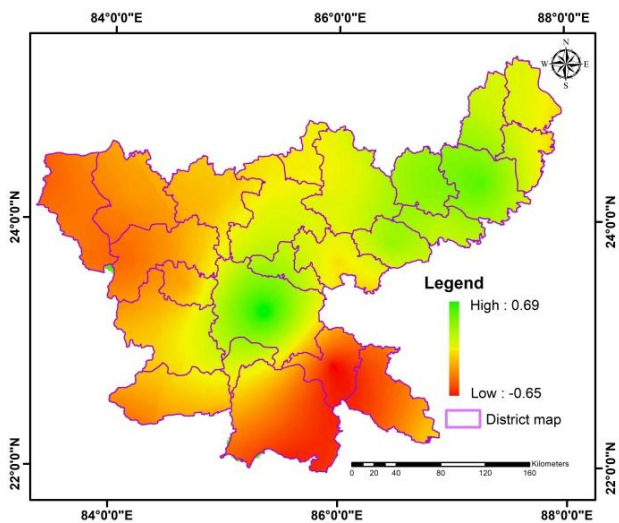 84°0'0"E 86°0'0"E 88°0'0"E
N
W E
S
24°0'0"N 24°0'0"N
Legend
High : 0.69
Low : -0.65
District map
22°0'0"N 22°0'0"N
Kilometers
0 20 40 80 120 160
84°0'0"E 86°0'0"E 88°0'0"E